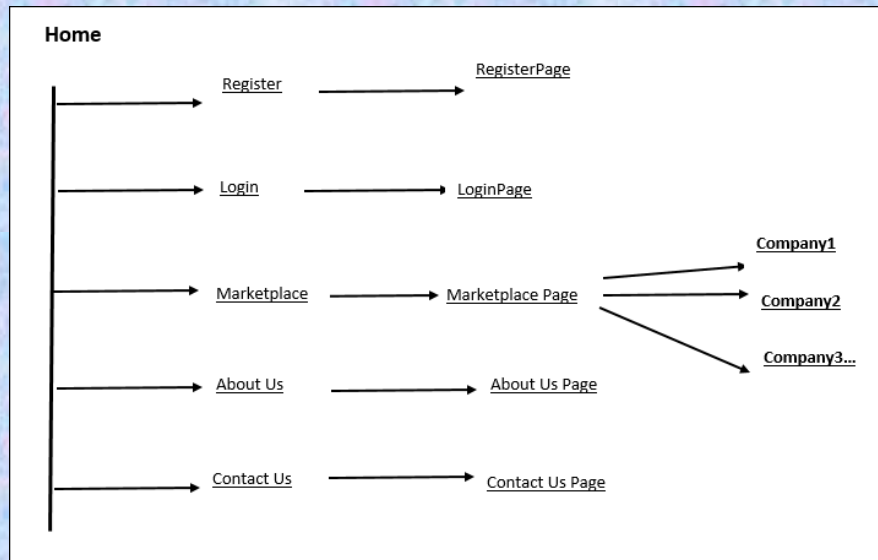 Home
Register
RegisterPage
Login
LoginPage
Marketplace
Marketplace Page
Company1
Company2
Company3...
About Us
About Us Page
Contact Us
Contact Us Page